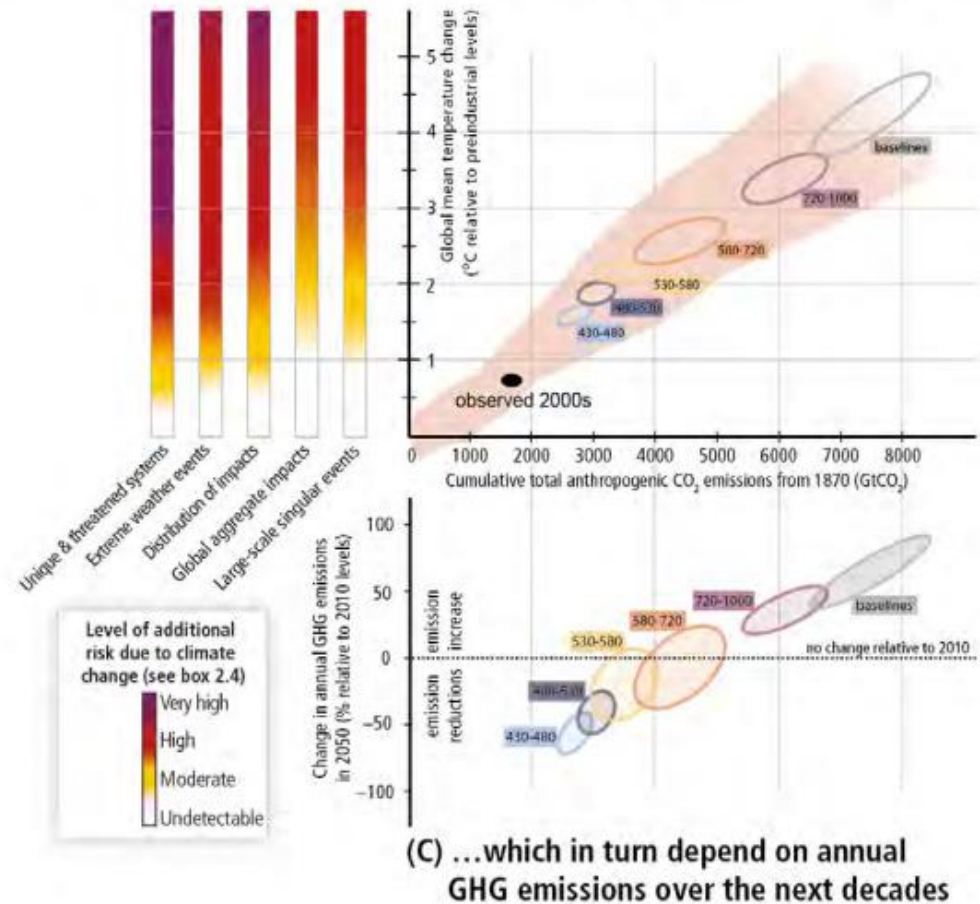 Global mean temperature change
(°C relative to preindustrial levels)
5
4
3
2
1
baselines
720-1000
580-720
530-580
480-530
430-480
observed 2000s
0 1000 2000 3000 4000 5000 6000 7000 8000
Cumulative total anthropogenic CO₂ emissions from 1870 (GtCO₂)
Unique & threatened systems
Extreme weather events
Distribution of impacts
Global aggregate impacts
Large-scale singular events
Level of additional
risk due to climate
change (see box 2.4)
Very high
High
Moderate
Undetectable
Change in annual GHG emissions
in 2050 (% relative to 2010 levels)
100
50
0
−50
−100
emission
increase
emission
reductions
baselines
720-1000
580-720
530-580
480-530
430-480
no change relative to 2010
(C) …which in turn depend on annual
GHG emissions over the next decades